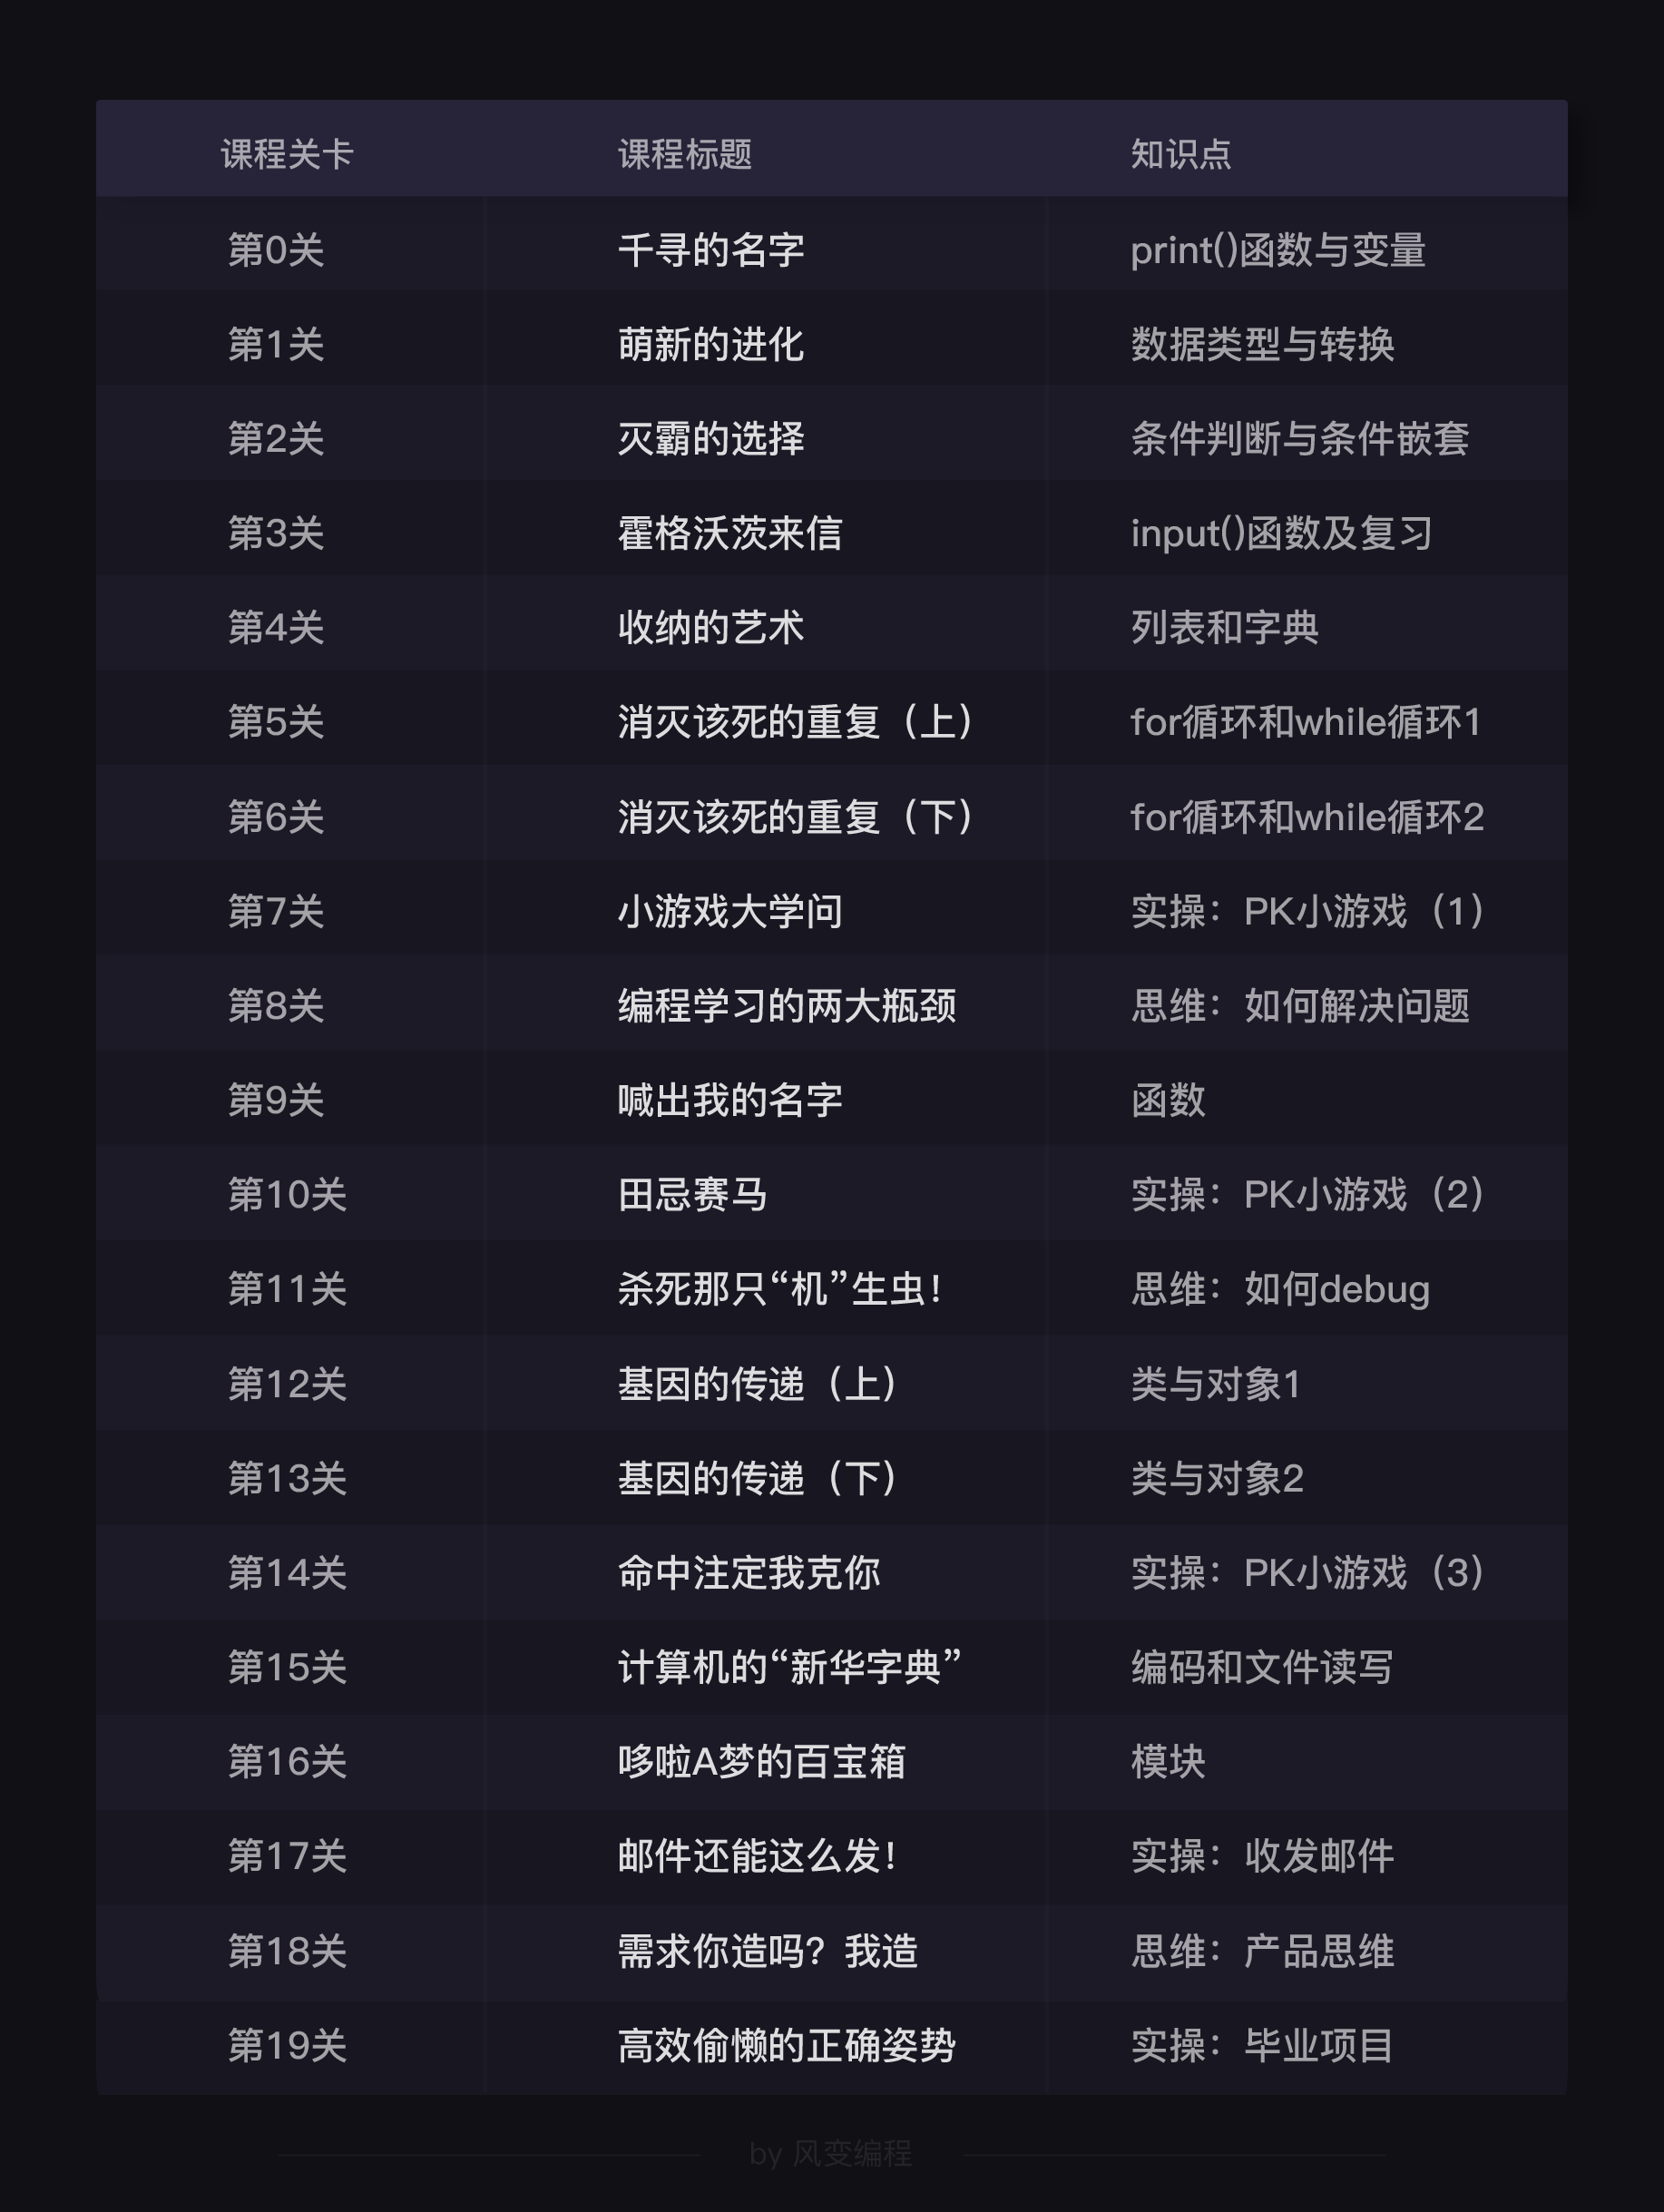 课程关卡 课程标题 知识点
第0关 千寻的名字 print()函数与变量
第1关 萌新的进化 数据类型与转换
第2关 灭霸的选择 条件判断与条件嵌套
第3关 霍格沃茨来信 input()函数及复习
第4关 收纳的艺术 列表和字典
第5关 消灭该死的重复（上） for循环和while循环1
第6关 消灭该死的重复（下） for循环和while循环2
第7关 小游戏大学问 实操：PK小游戏（1）
第8关 编程学习的两大瓶颈 思维：如何解决问题
第9关 喊出我的名字 函数
第10关 田忌赛马 实操：PK小游戏（2）
第11关 杀死那只“机”生虫！ 思维：如何debug
第12关 基因的传递（上） 类与对象1
第13关 基因的传递（下） 类与对象2
第14关 命中注定我克你 实操：PK小游戏（3）
第15关 计算机的“新华字典” 编码和文件读写
第16关 哆啦A梦的百宝箱 模块
第17关 邮件还能这么发！ 实操：收发邮件
第18关 需求你造吗？我造 思维：产品思维
第19关 高效偷懒的正确姿势 实操：毕业项目
by 风变编程